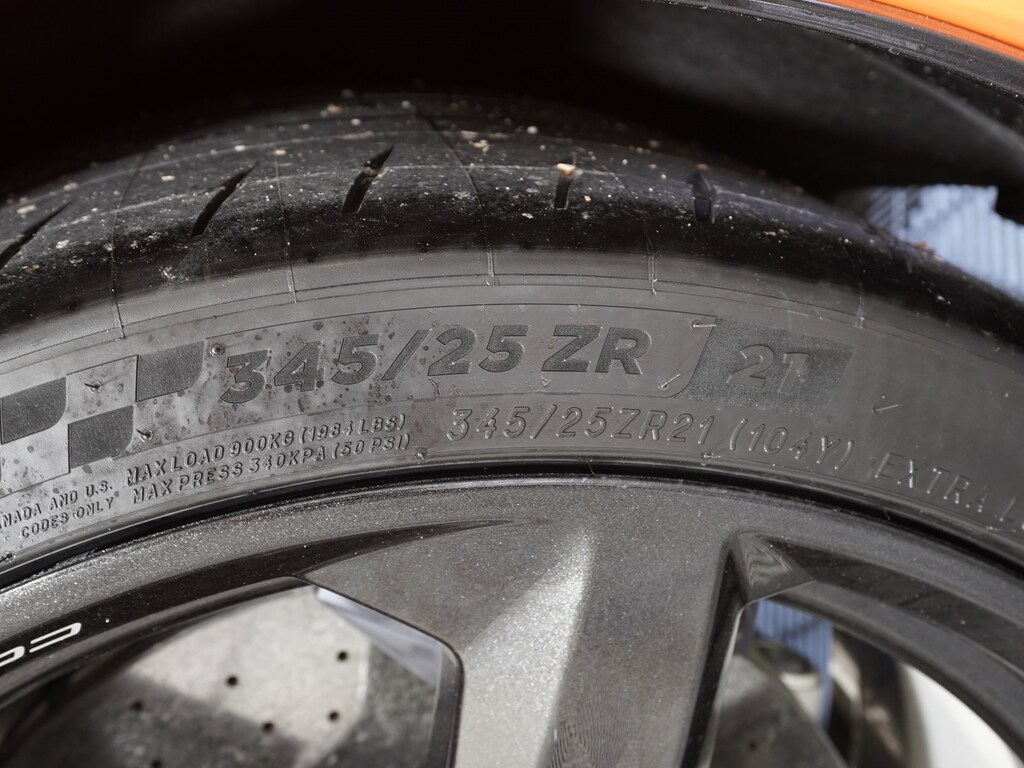 345/25 ZR 21
345/25ZR21 (104Y) EXTRA
MAX LOAD 900KG (1984 LBS)
MAX PRESS 340KPA (50 PSI)
AND U.S.
CODES ONLY